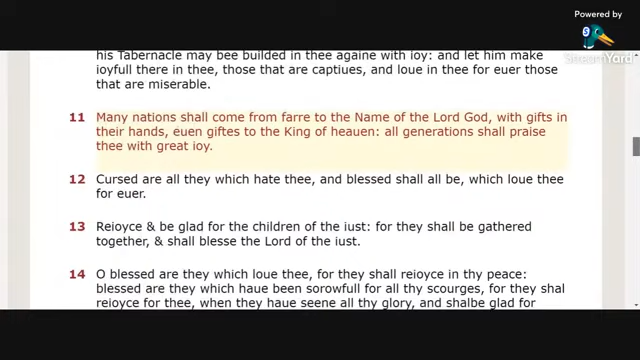 Powered by
StreamYard
his Tabernacle may bee builded in thee againe with ioy: and let him make
ioyfull there in thee, those that are captiues, and loue in thee for euer those
that are miserable.
11 Many nations shall come from farre to the Name of the Lord God, with gifts in
their hands, euen giftes to the King of heauen: all generations shall praise
thee with great ioy.
12 Cursed are all they which hate thee, and blessed shall all be, which loue thee
for euer.
13 Reioyce & be glad for the children of the iust: for they shall be gathered
together, & shall blesse the Lord of the iust.
14 O blessed are they which loue thee, for they shall reioyce in thy peace:
blessed are they which haue been sorowfull for all thy scourges, for they shal
reioyce for thee, when they haue seene all thy glory, and shalbe glad for